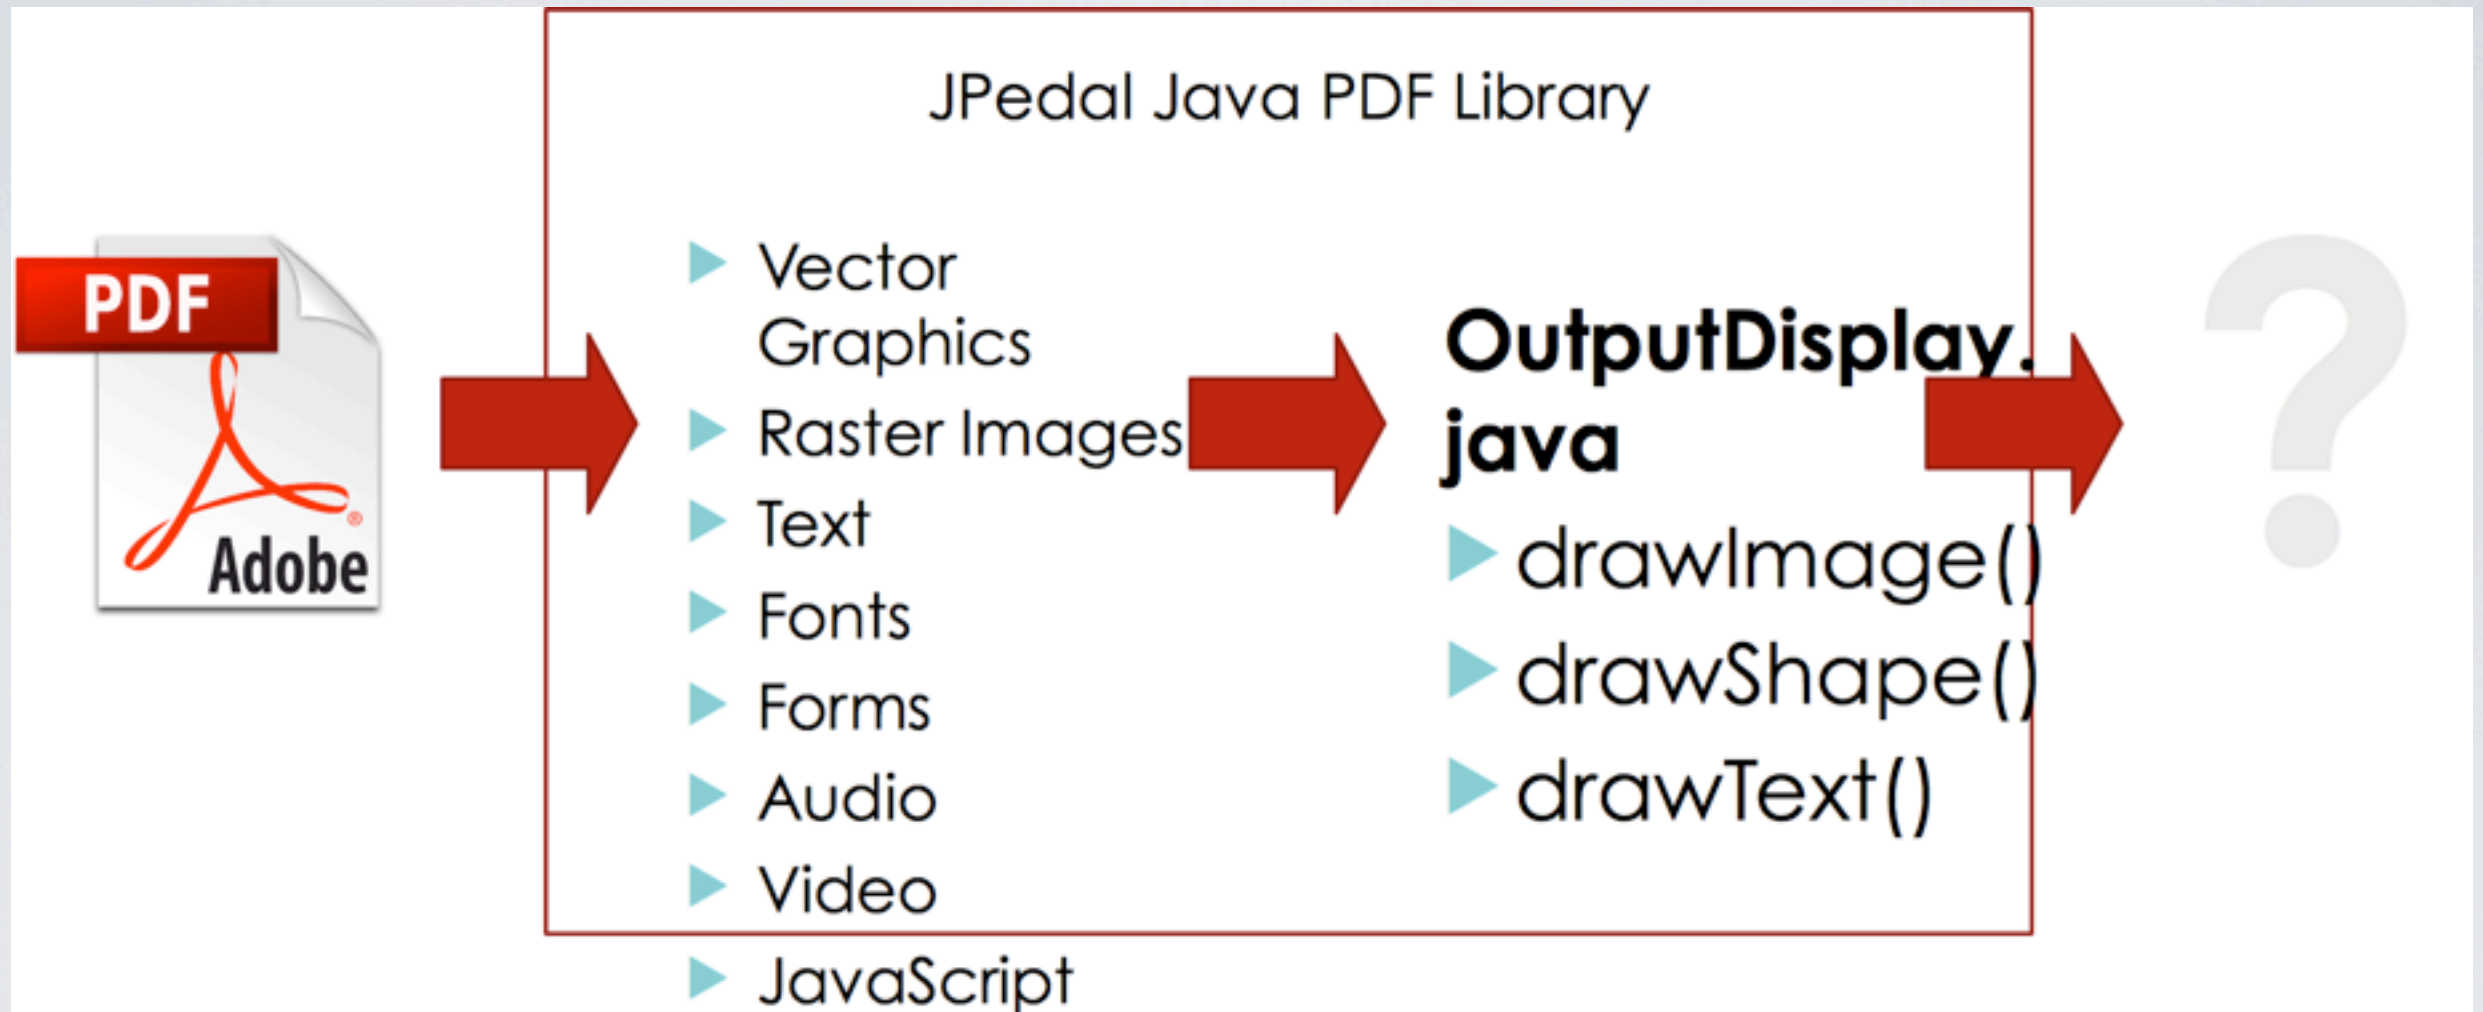 JPedal Java PDF Library
PDF
Adobe
Vector
Graphics
Raster Images
Text
Fonts
Forms
Audio
Video
JavaScript
OutputDisplay.
java
drawImage()
drawShape()
drawText()
?